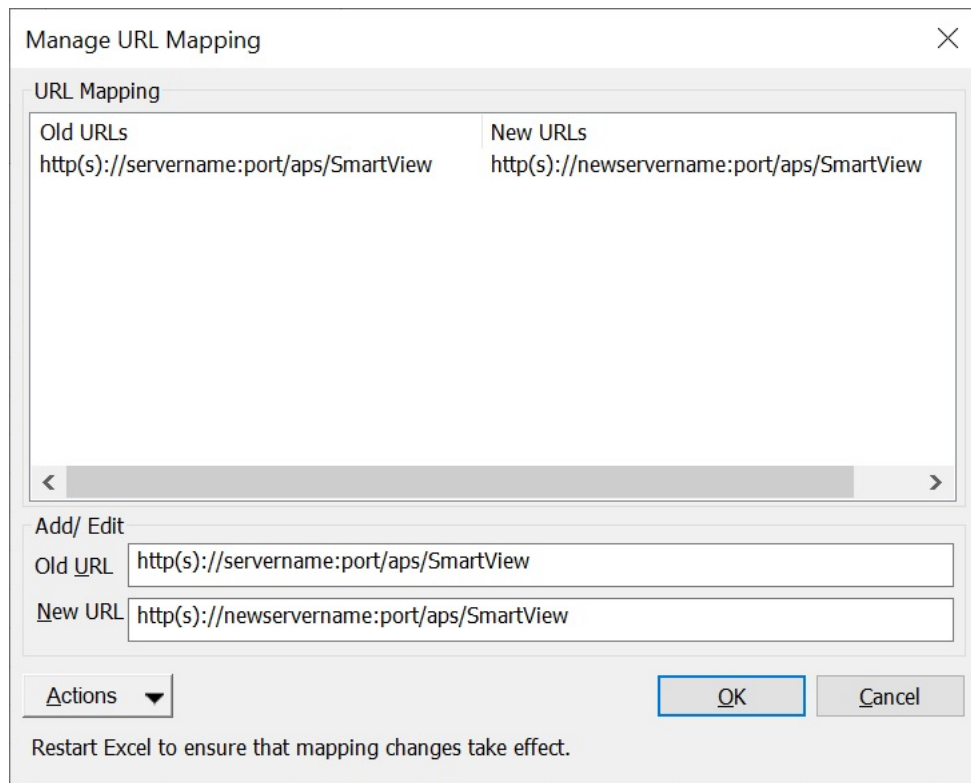 Manage URL Mapping
URL Mapping
Old URLs New URLs
http(s)://servername:port/aps/SmartView http(s)://newservername:port/aps/SmartView
Add/ Edit
Old URL http(s)://servername:port/aps/SmartView
New URL http(s)://newservername:port/aps/SmartView
Actions OK Cancel
Restart Excel to ensure that mapping changes take effect.